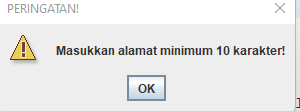 PERINGATAN!
Masukkan alamat minimum 10 karakter!
OK